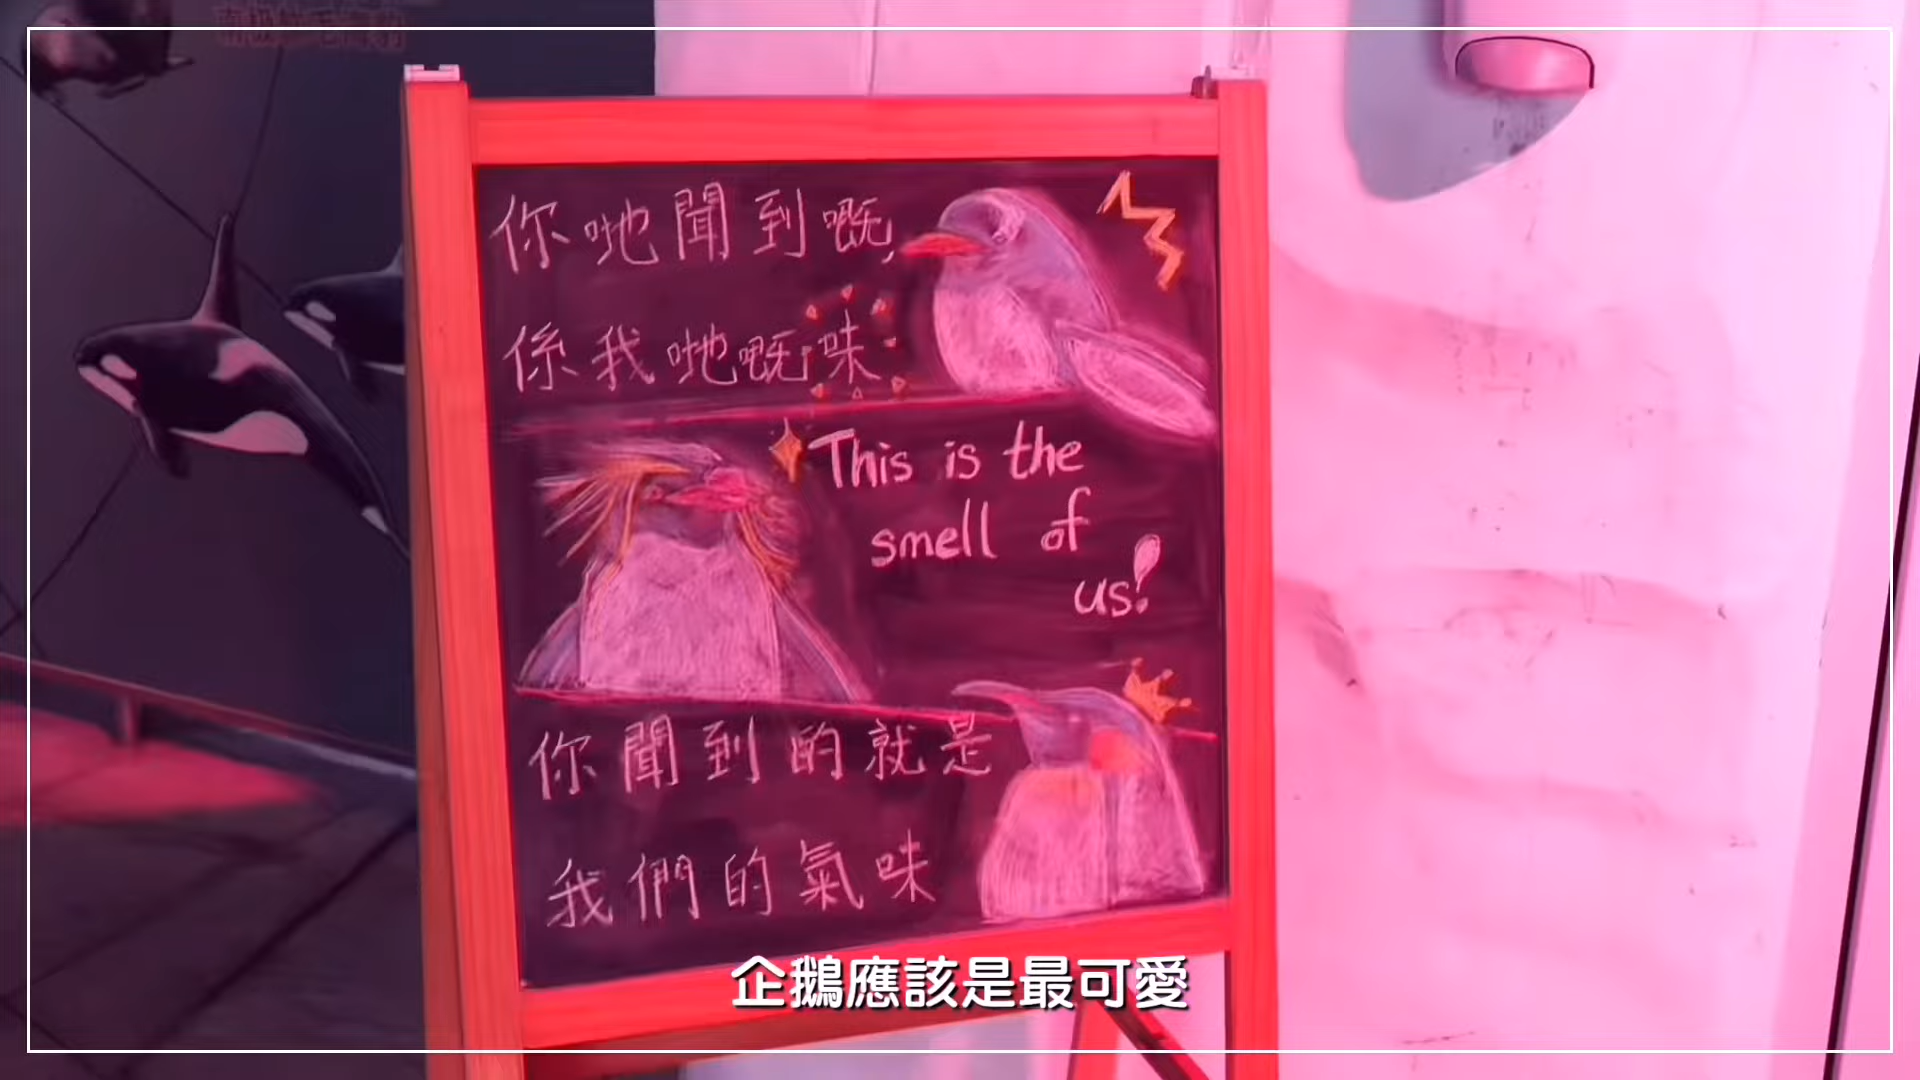 你哋聞到嘅,
係我哋嘅味
This is the
smell of
us!
你聞到的就是
我們的氣味
企鵝應該是最可愛